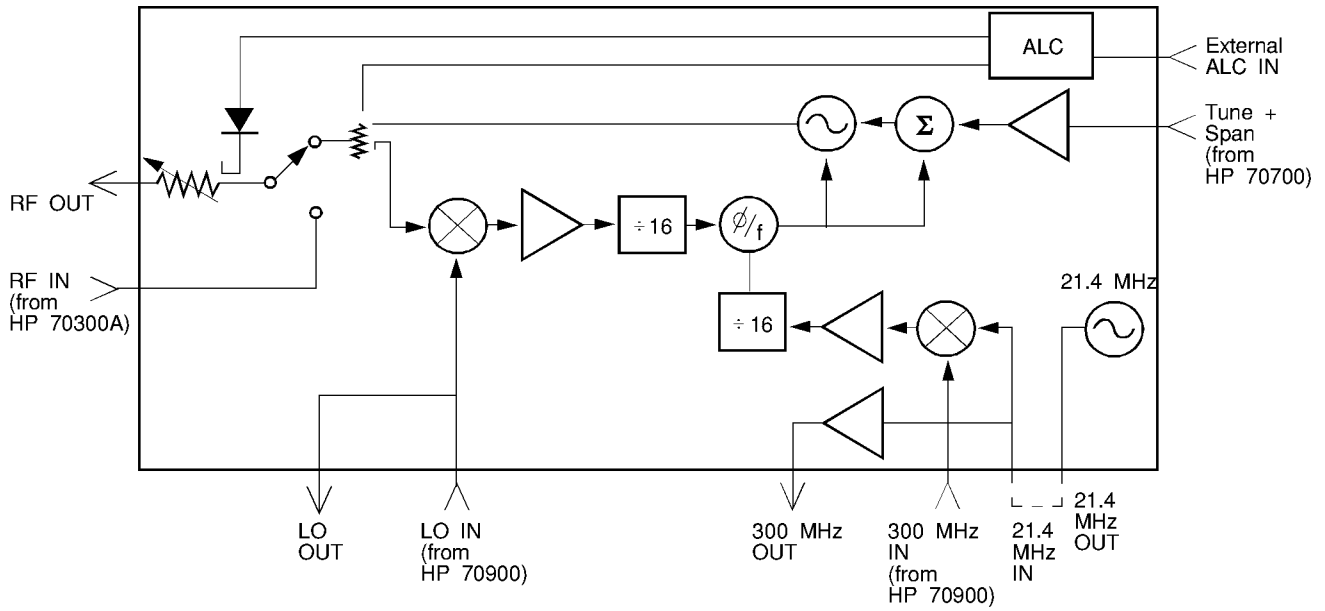 ALC
External
ALC IN
Tune +
Span
(from
HP 70700)
Σ
RF OUT
÷ 16
ϕ/f
RF IN
(from
HP 70300A)
21.4 MHz
÷ 16
LO
OUT
LO IN
(from
HP 70900)
300 MHz
OUT
300 MHz
IN
(from
HP 70900)
21.4
MHz
IN
21.4
MHz
OUT